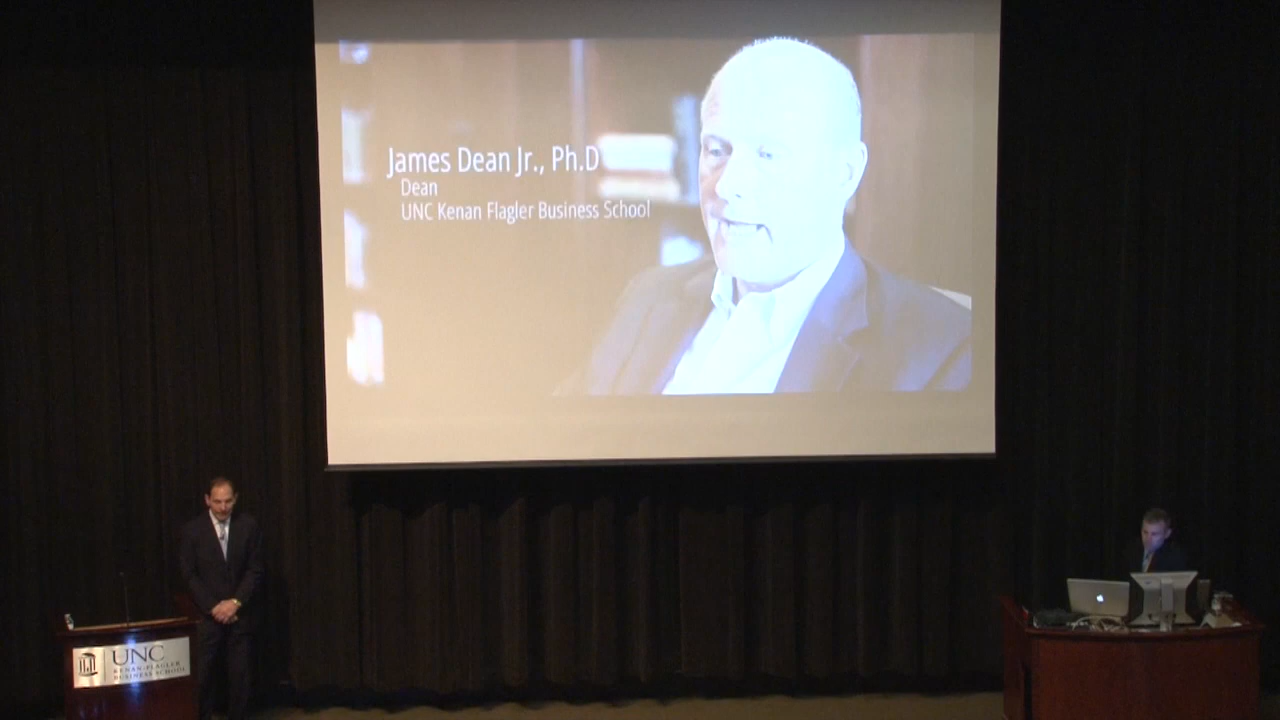 James Dean Jr., Ph.D
Dean
UNC Kenan Flagler Business School
UNC
KENAN-FLAGLER
BUSINESS SCHOOL